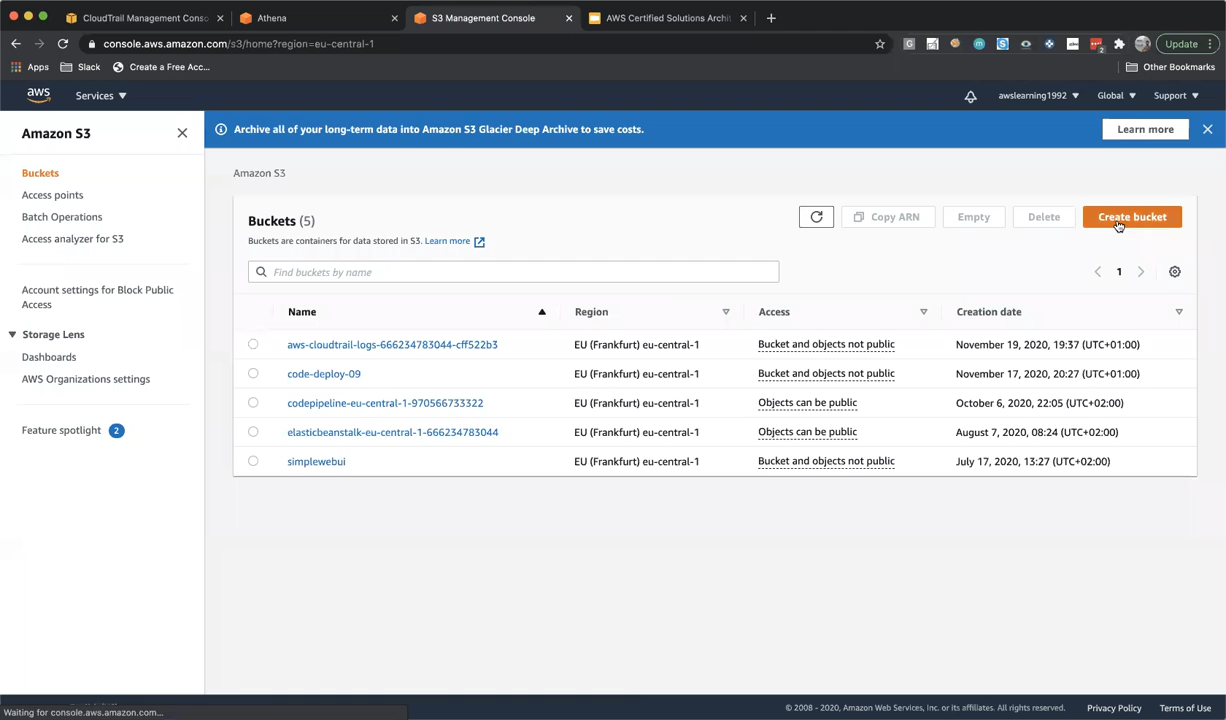 CloudTrail Management Conso
Athena
S3 Management Console
AWS Certified Solutions Archit
console.aws.amazon.com/s3/home?region=eu-central-1
Update
Apps
Slack
Create a Free Acc...
Other Bookmarks
aws
Services
awslearning1992
Global
Support
Amazon S3
Archive all of your long-term data into Amazon S3 Glacier Deep Archive to save costs.
Learn more
Buckets
Access points
Batch Operations
Access analyzer for S3
Account settings for Block Public
Access
Storage Lens
Dashboards
AWS Organizations settings
Feature spotlight 2
Amazon S3
Buckets (5)
Buckets are containers for data stored in S3. Learn more
Copy ARN
Empty
Delete
Create bucket
Find buckets by name
1
Name Region Access Creation date
aws-cloudtrail-logs-666234783044-cff522b3 EU (Frankfurt) eu-central-1 Bucket and objects not public November 19, 2020, 19:37 (UTC+01:00)
code-deploy-09 EU (Frankfurt) eu-central-1 Bucket and objects not public November 17, 2020, 20:27 (UTC+01:00)
codepipeline-eu-central-1-970566733322 EU (Frankfurt) eu-central-1 Objects can be public October 6, 2020, 22:05 (UTC+02:00)
elasticbeanstalk-eu-central-1-666234783044 EU (Frankfurt) eu-central-1 Objects can be public August 7, 2020, 08:24 (UTC+02:00)
simplewebui EU (Frankfurt) eu-central-1 Bucket and objects not public July 17, 2020, 13:27 (UTC+02:00)
Waiting for console.aws.amazon.com...
© 2008 - 2020, Amazon Web Services, Inc. or its affiliates. All rights reserved.
Privacy Policy
Terms of Use